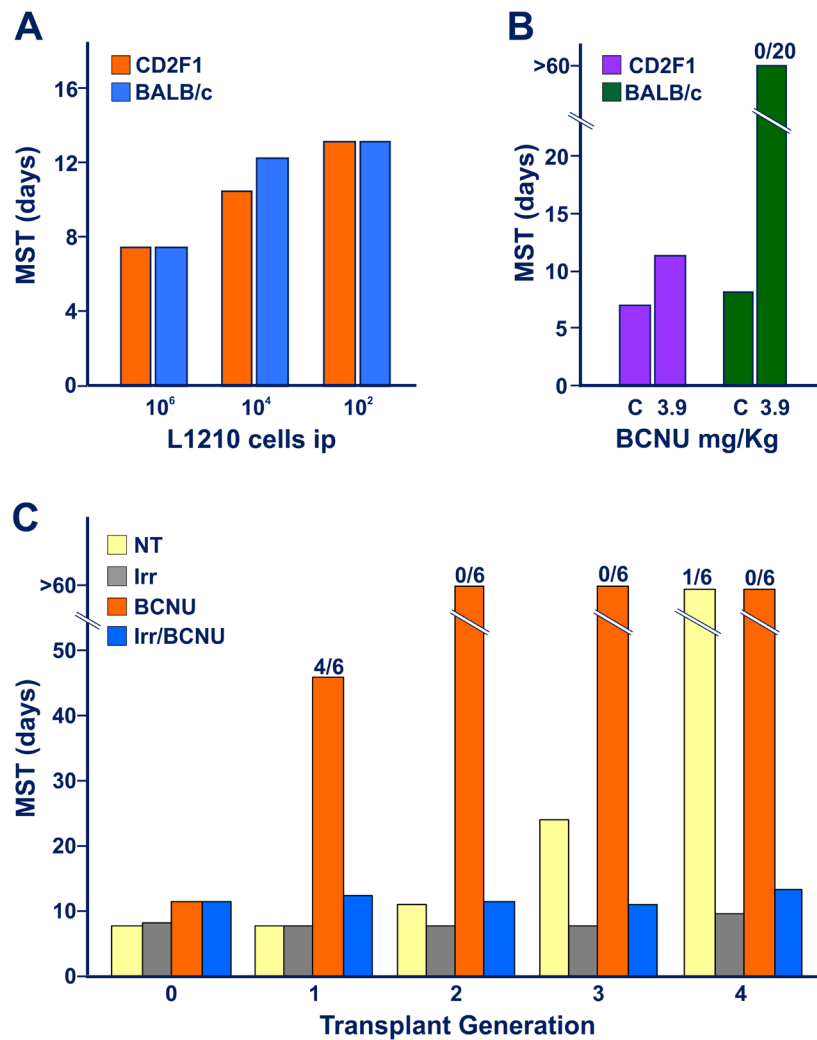 A
CD2F1
BALB/c
MST (days)
16
12
8
4
0
10⁶ 10⁴ 10²
L1210 cells ip
B
0/20
CD2F1
BALB/c
MST (days)
>60
20
15
10
5
0
C 3.9 C 3.9
BCNU mg/Kg
C
NT
Irr
BCNU
Irr/BCNU
4/6 0/6 0/6 1/6 0/6
MST (days)
>60
50
40
30
20
10
0
0 1 2 3 4
Transplant Generation